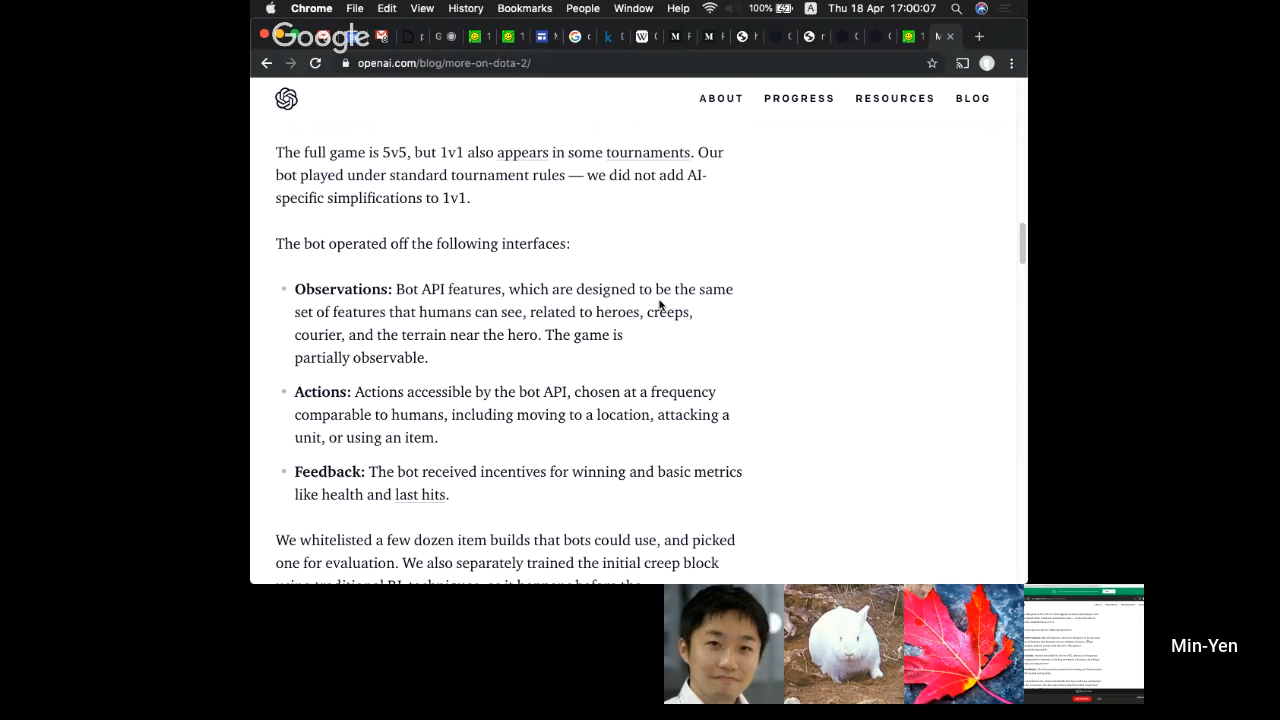 Chrome File Edit View History Bookmarks People Window Help 100% A Thu 18 Apr 17:00:07
Google
openai.com/blog/more-on-dota-2/
ABOUT PROGRESS RESOURCES BLOG
The full game is 5v5, but 1v1 also appears in some tournaments. Our
bot played under standard tournament rules — we did not add AI-
specific simplifications to 1v1.
The bot operated off the following interfaces:
• Observations: Bot API features, which are designed to be the same
set of features that humans can see, related to heroes, creeps,
courier, and the terrain near the hero. The game is
partially observable.
• Actions: Actions accessible by the bot API, chosen at a frequency
comparable to humans, including moving to a location, attacking a
unit, or using an item.
• Feedback: The bot received incentives for winning and basic metrics
like health and last hits.
We whitelisted a few dozen item builds that bots could use, and picked
one for evaluation. We also separately trained the initial creep block
Min-Yen